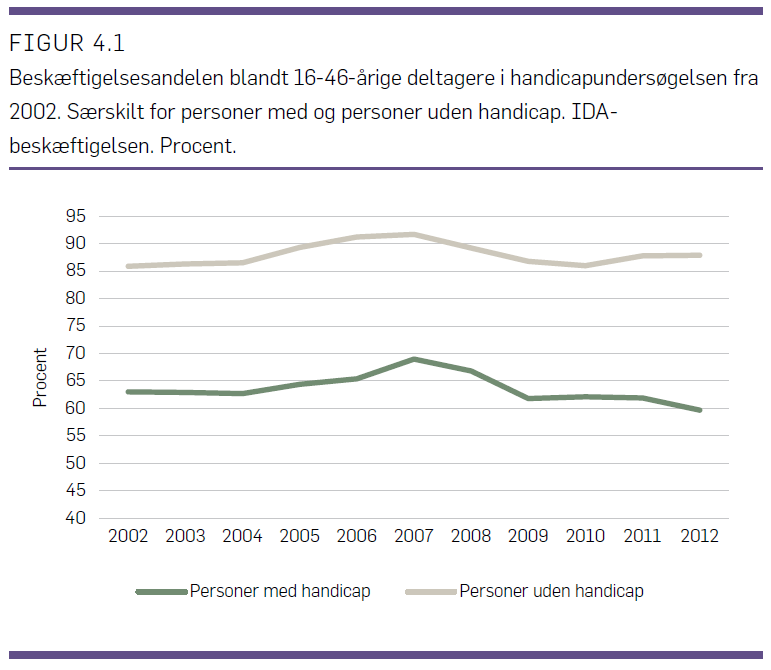 FIGUR 4.1
Beskæftigelsesandelen blandt 16-46-årige deltagere i handicapundersøgelsen fra
2002. Særskilt for personer med og personer uden handicap. IDA-
beskæftigelsen. Procent.
95
90
85
80
75
70
65
60
55
50
45
40
Procent
2002 2003 2004 2005 2006 2007 2008 2009 2010 2011 2012
Personer med handicap Personer uden handicap